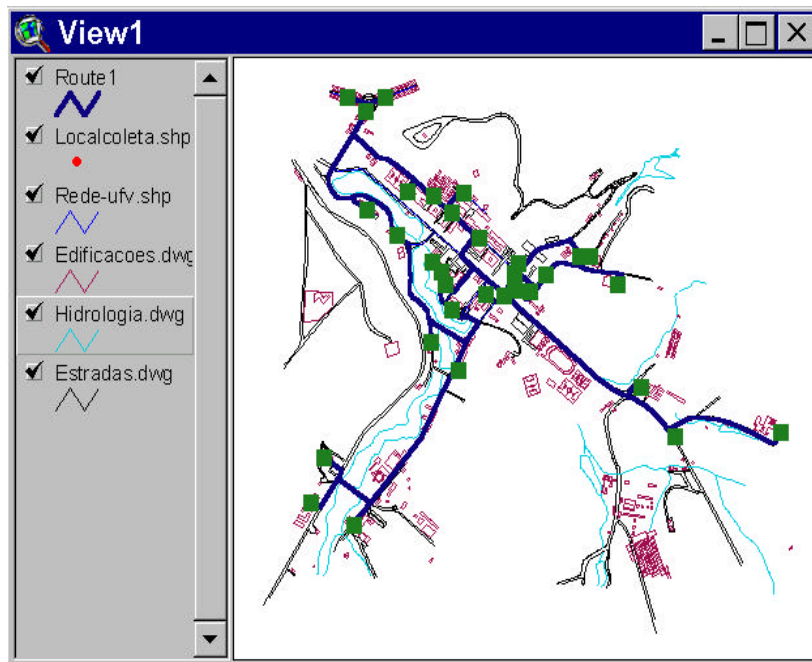 View1
Route1
Localcoleta.shp
Rede-ufv.shp
Edificacoes.dwg
Hidrologia.dwg
Estradas.dwg